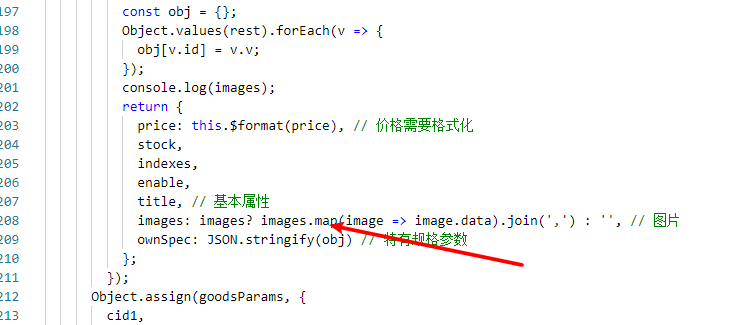 197 const obj = {};
198 Object.values(rest).forEach(v => {
199 obj[v.id] = v.v;
200 });
201 console.log(images);
202 return {
203 price: this.$format(price), // 价格需要格式化
204 stock,
205 indexes,
206 enable,
207 title, // 基本属性
208 images: images? images.map(image => image.data).join(',') : '', // 图片
209 ownSpec: JSON.stringify(obj) // 特有规格参数
210 };
211 });
212 Object.assign(goodsParams, {
213 cid1,